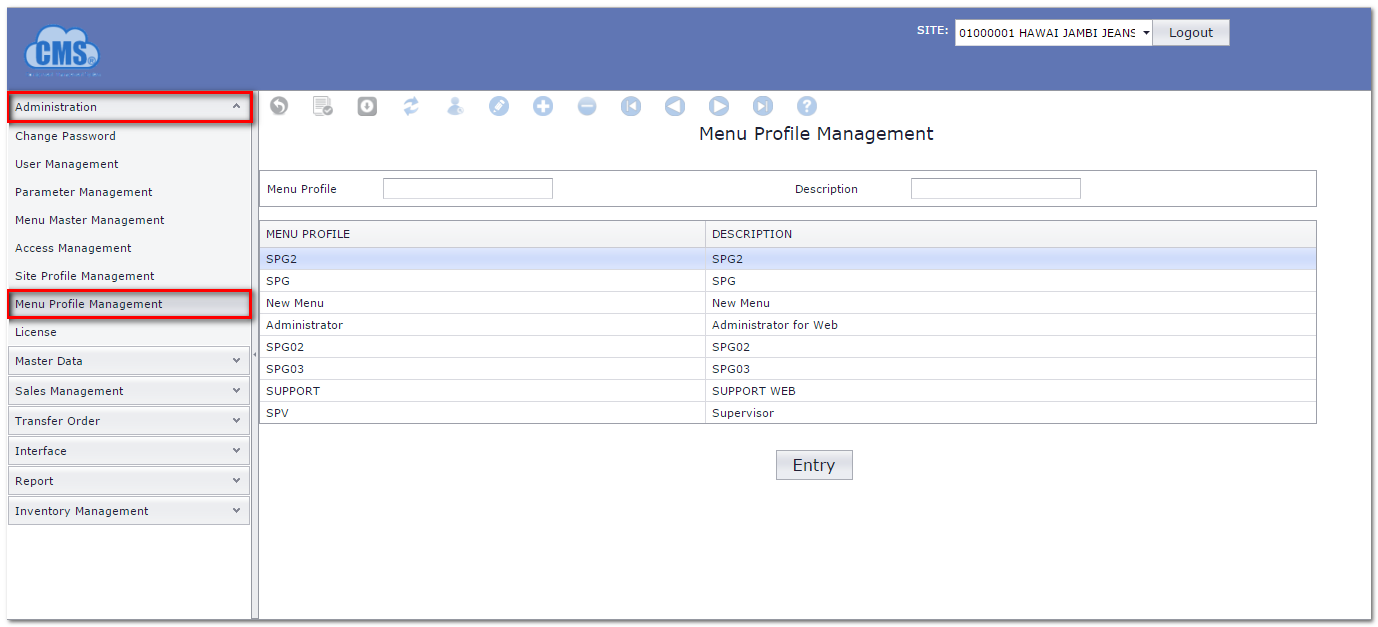 CMS®
SITE: 01000001 HAWAI JAMBI JEANS Logout
Administration
Change Password
User Management
Parameter Management
Menu Master Management
Access Management
Site Profile Management
Menu Profile Management
License
Master Data
Sales Management
Transfer Order
Interface
Report
Inventory Management
Menu Profile Management
Menu Profile Description
MENU PROFILE DESCRIPTION
SPG2 SPG2
SPG SPG
New Menu New Menu
Administrator Administrator for Web
SPG02 SPG02
SPG03 SPG03
SUPPORT SUPPORT WEB
SPV Supervisor
Entry